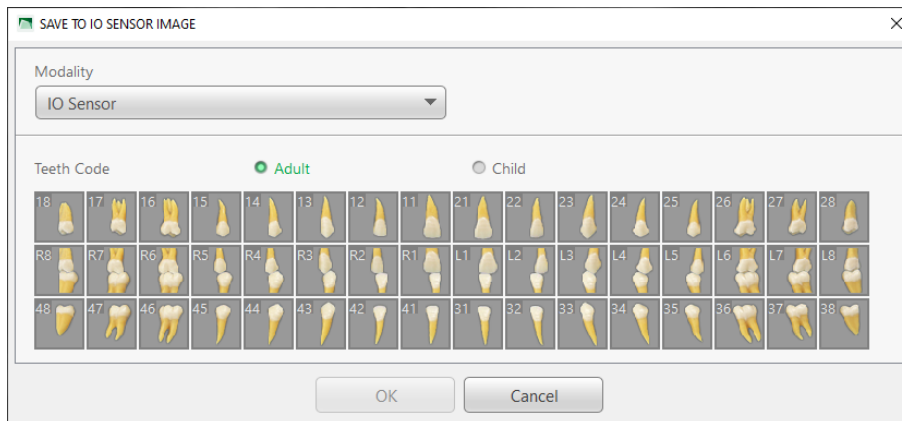 SAVE TO IO SENSOR IMAGE
Modality
IO Sensor
Teeth Code Adult Child
18 17 16 15 14 13 12 11 21 22 23 24 25 26 27 28
R8 R7 R6 R5 R4 R3 R2 R1 L1 L2 L3 L4 L5 L6 L7 L8
48 47 46 45 44 43 42 41 31 32 33 34 35 36 37 38
OK Cancel